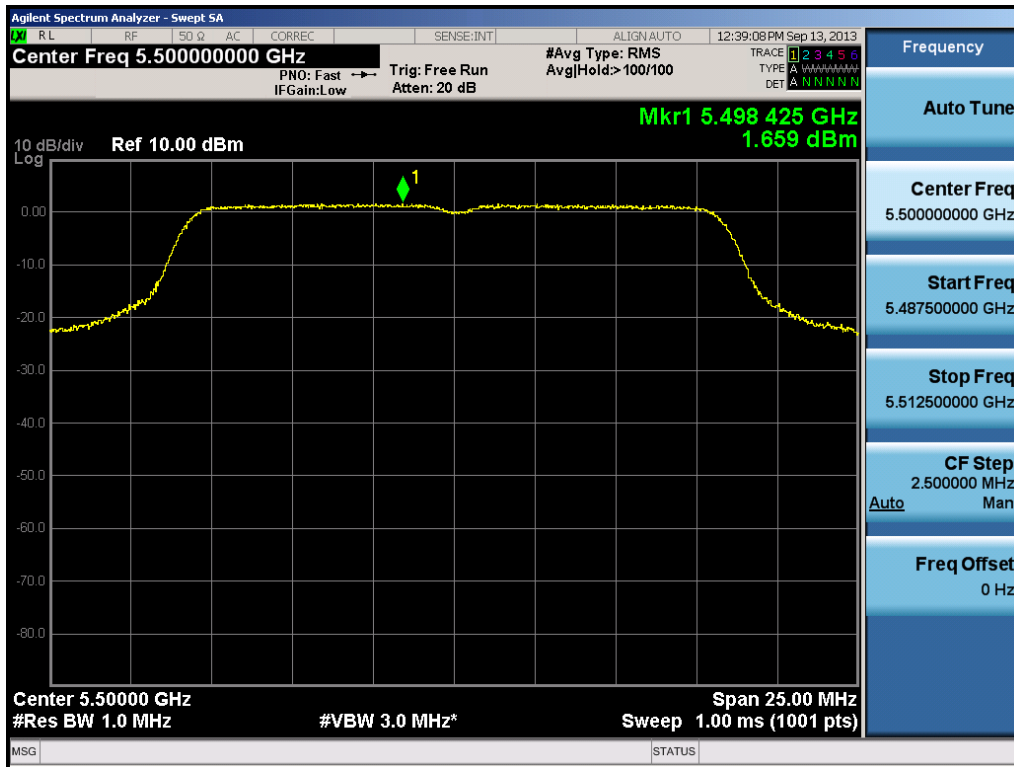 Agilent Spectrum Analyzer - Swept SA
LXI RL RF 50 Ω AC CORREC SENSE:INT ALIGN AUTO 12:39:08 PM Sep 13, 2013
Center Freq 5.500000000 GHz
PNO: Fast
IFGain:Low
Trig: Free Run
Atten: 20 dB
#Avg Type: RMS
Avg|Hold:>100/100
TRACE 1 2 3 4 5 6
TYPE A WWWWW
DET A N N N N N
Frequency
Mkr1 5.498 425 GHz
1.659 dBm
10 dB/div Ref 10.00 dBm
Log
1
0.00
-10.0
-20.0
-30.0
-40.0
-50.0
-60.0
-70.0
-80.0
Center 5.50000 GHz Span 25.00 MHz
#Res BW 1.0 MHz #VBW 3.0 MHz* Sweep 1.00 ms (1001 pts)
MSG STATUS
Auto Tune
Center Freq
5.500000000 GHz
Start Freq
5.487500000 GHz
Stop Freq
5.512500000 GHz
CF Step
2.500000 MHz
Auto Man
Freq Offset
0 Hz